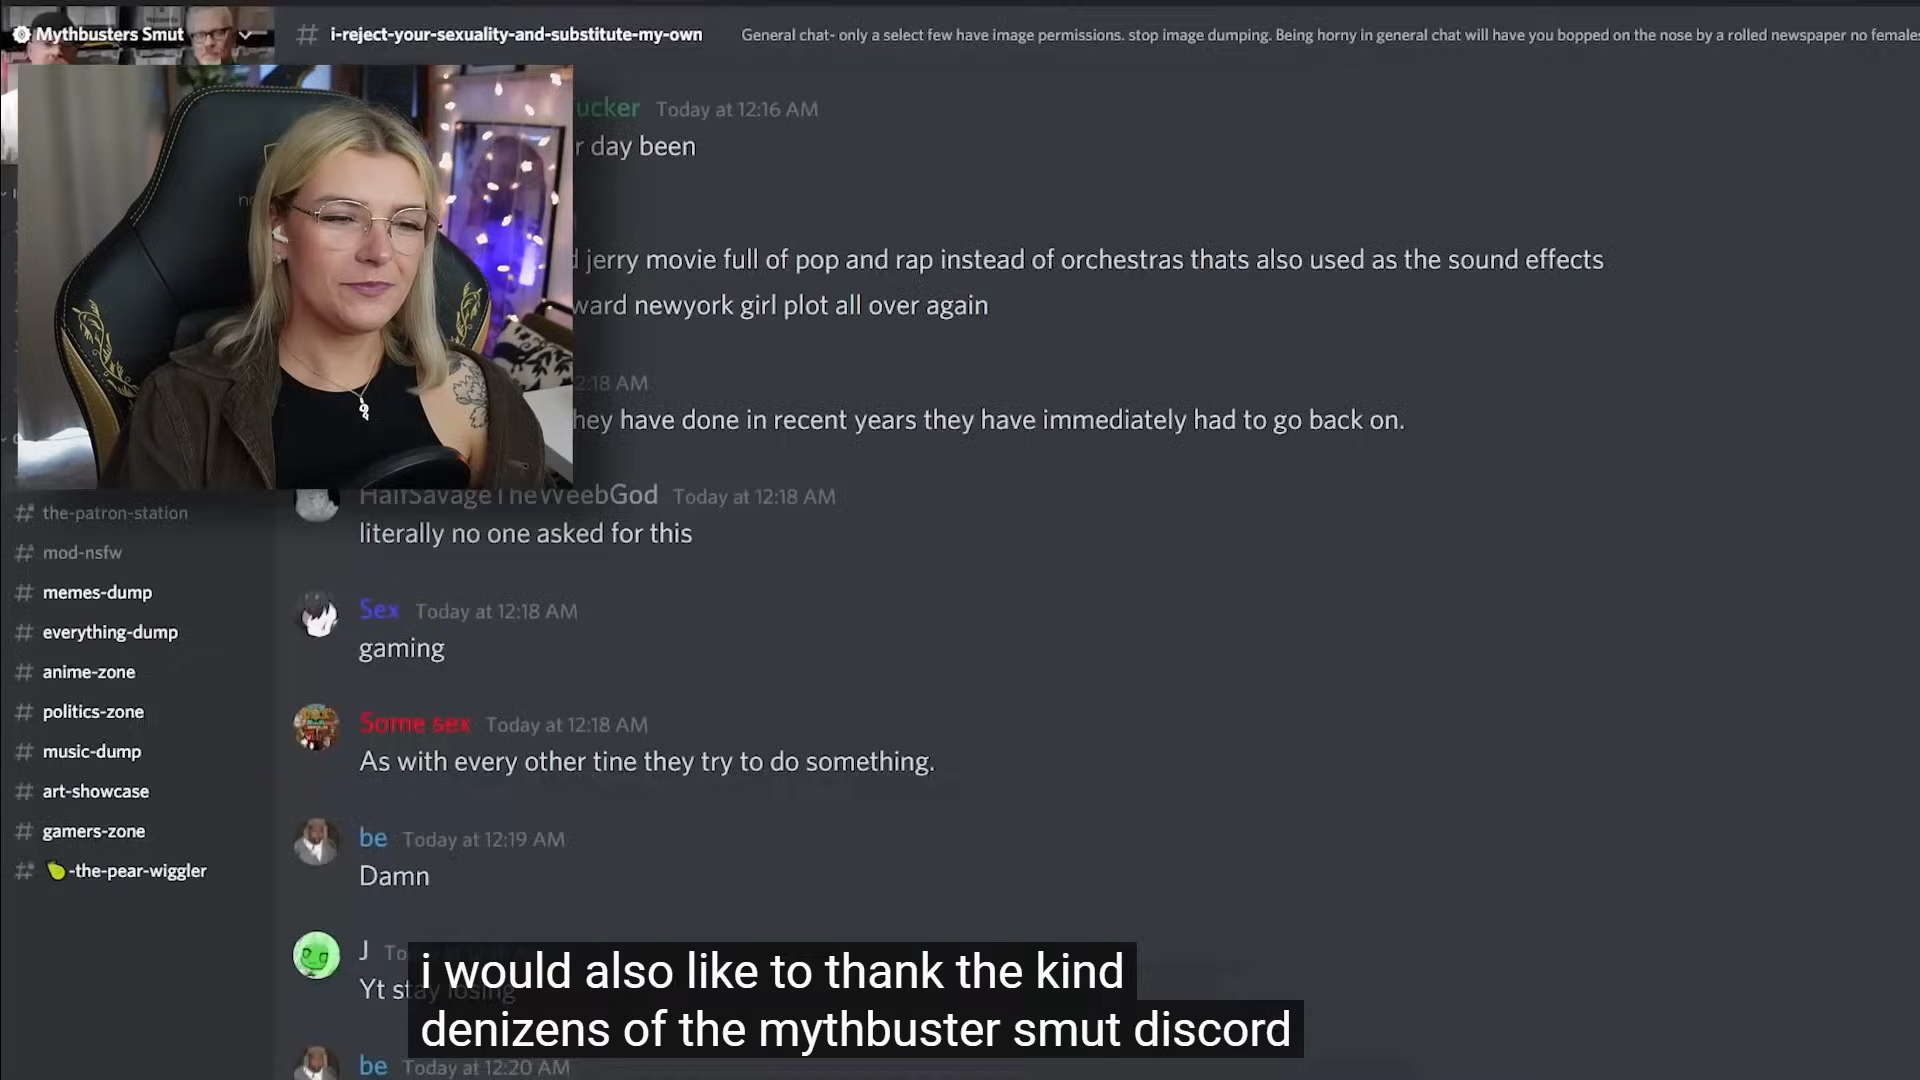 Mythbusters Smut
# i-reject-your-sexuality-and-substitute-my-own
General chat- only a select few have image permissions. stop image dumping. Being horny in general chat will have you bopped on the nose by a rolled newspaper no females
ucker Today at 12:16 AM
r day been
jerry movie full of pop and rap instead of orchestras thats also used as the sound effects
ward newyork girl plot all over again
2:18 AM
hey have done in recent years they have immediately had to go back on.
HalfSavageTheWeebGod Today at 12:18 AM
literally no one asked for this
Sex Today at 12:18 AM
gaming
Some sex Today at 12:18 AM
As with every other tine they try to do something.
be Today at 12:19 AM
Damn
J To
Yt stay losing
be Today at 12:20 AM
# the-patron-station
# mod-nsfw
# memes-dump
# everything-dump
# anime-zone
# politics-zone
# music-dump
# art-showcase
# gamers-zone
# 🍐-the-pear-wiggler
i would also like to thank the kind
denizens of the mythbuster smut discord